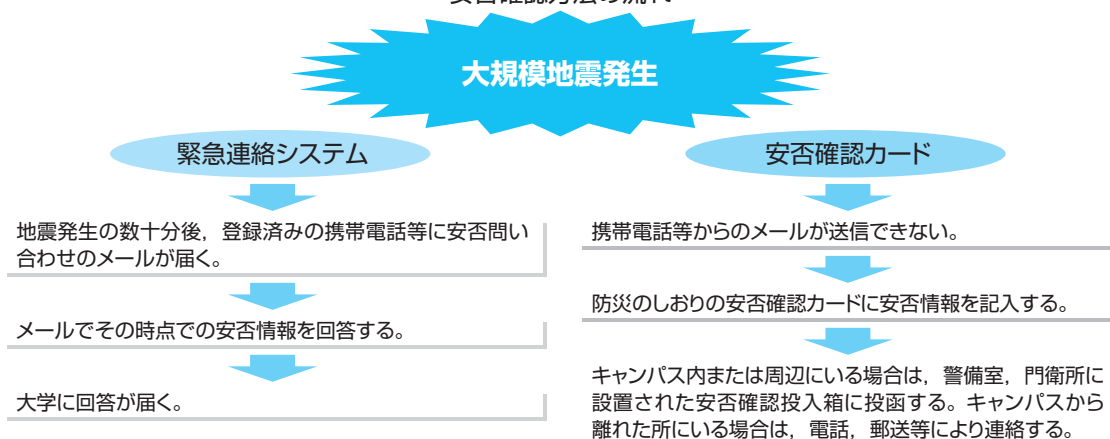 大規模地震発生
緊急連絡システム
地震発生の数十分後，登録済みの携帯電話等に安否問い
合わせのメールが届く。
メールでその時点での安否情報を回答する。
大学に回答が届く。
安否確認カード
携帯電話等からのメールが送信できない。
防災のしおりの安否確認カードに安否情報を記入する。
キャンパス内または周辺にいる場合は，警備室，門衛所に
設置された安否確認投入箱に投函する。キャンパスから
離れた所にいる場合は，電話，郵送等により連絡する。